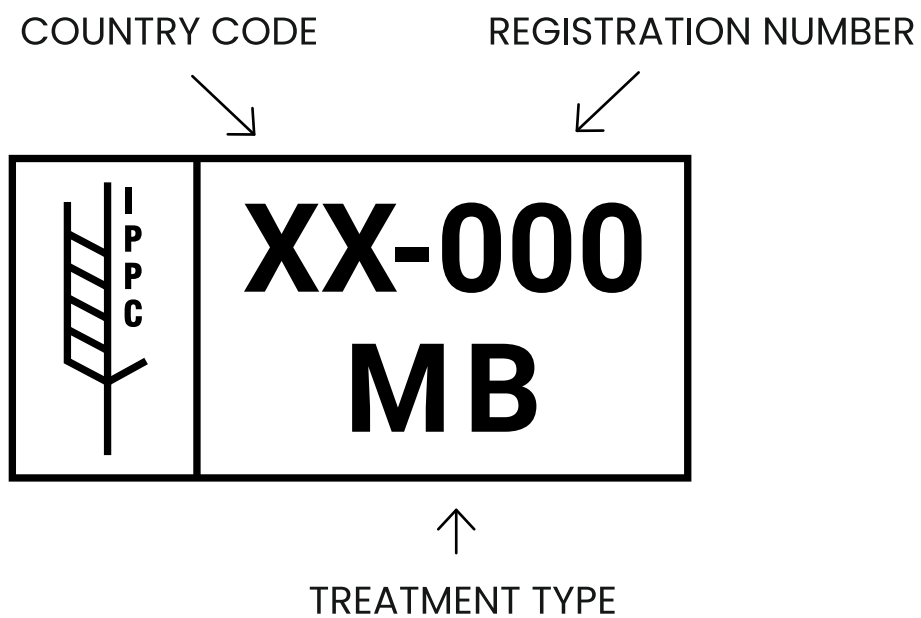 COUNTRY CODE
REGISTRATION NUMBER
I
P
P
C
XX-000
MB
TREATMENT TYPE